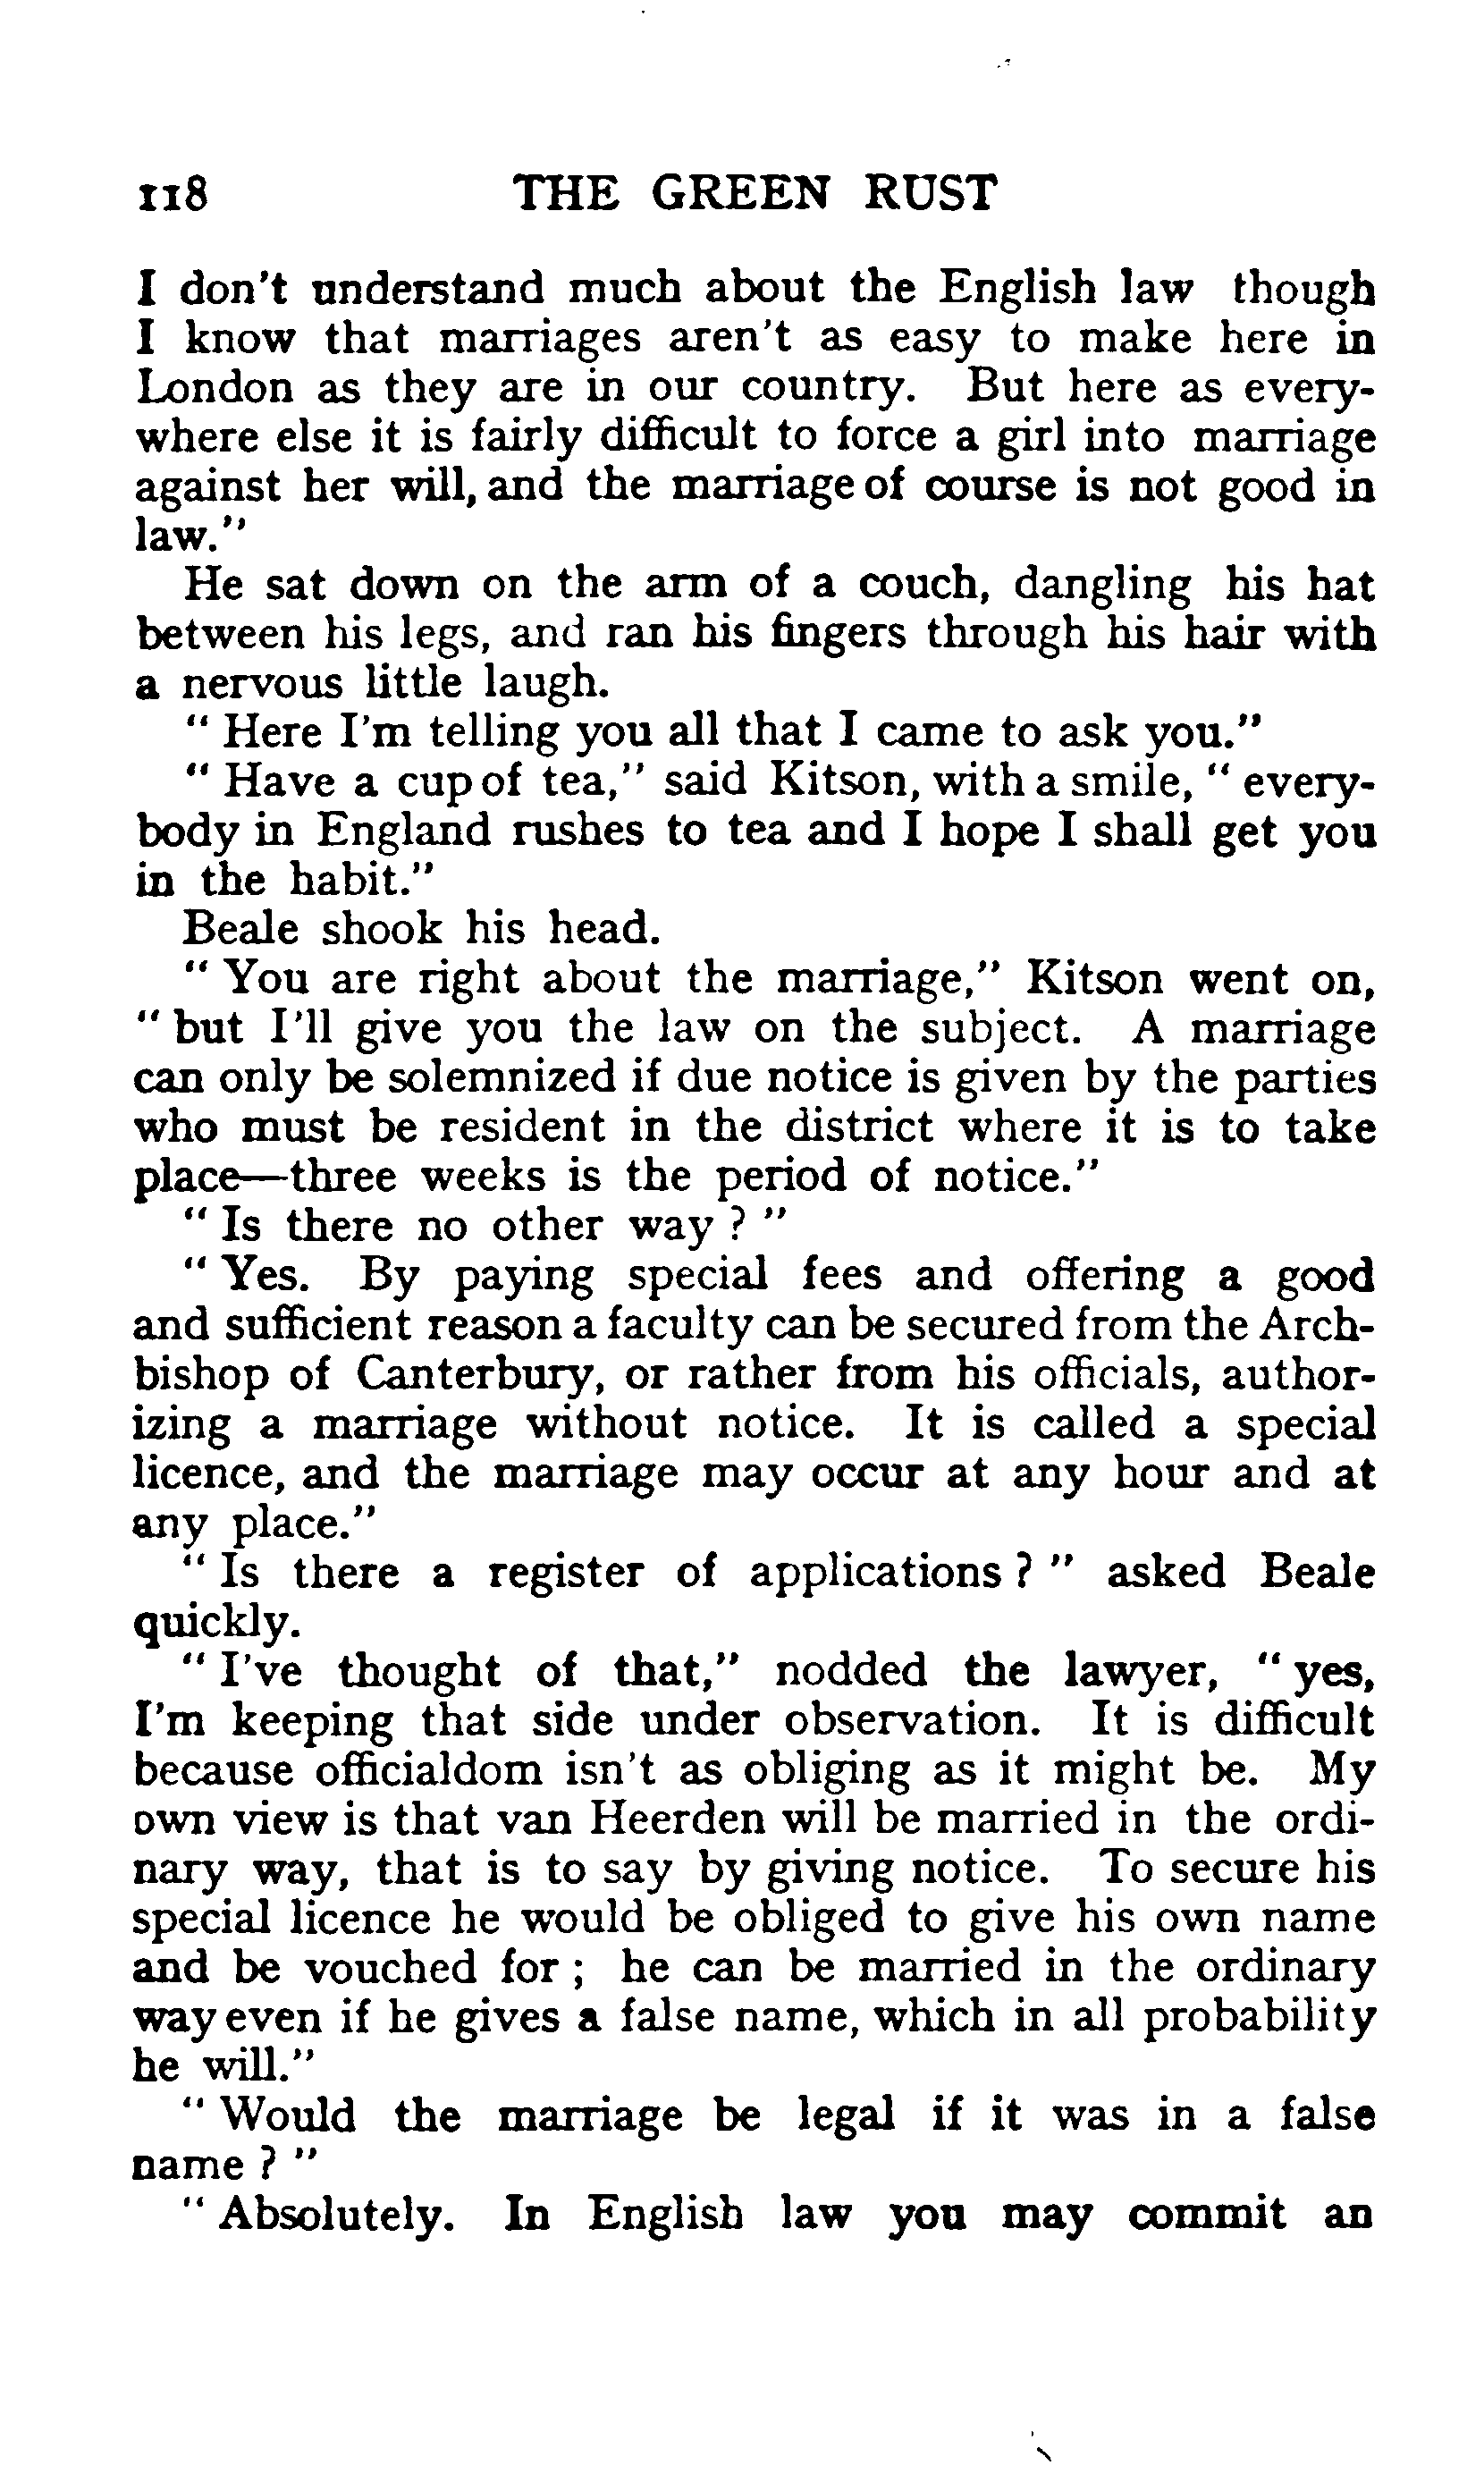 118 THE GREEN RUST
I don't understand much about the English law though
I know that marriages aren't as easy to make here in
London as they are in our country. But here as every-
where else it is fairly difficult to force a girl into marriage
against her will, and the marriage of course is not good in
law."
He sat down on the arm of a couch, dangling his hat
between his legs, and ran his fingers through his hair with
a nervous little laugh.
" Here I'm telling you all that I came to ask you."
" Have a cup of tea," said Kitson, with a smile, " every-
body in England rushes to tea and I hope I shall get you
in the habit."
Beale shook his head.
" You are right about the marriage," Kitson went on,
" but I'll give you the law on the subject. A marriage
can only be solemnized if due notice is given by the parties
who must be resident in the district where it is to take
place—three weeks is the period of notice."
" Is there no other way ? "
" Yes. By paying special fees and offering a good
and sufficient reason a faculty can be secured from the Arch-
bishop of Canterbury, or rather from his officials, author-
izing a marriage without notice. It is called a special
licence, and the marriage may occur at any hour and at
any place."
" Is there a register of applications ? " asked Beale
quickly.
" I've thought of that," nodded the lawyer, " yes,
I'm keeping that side under observation. It is difficult
because officialdom isn't as obliging as it might be. My
own view is that van Heerden will be married in the ordi-
nary way, that is to say by giving notice. To secure his
special licence he would be obliged to give his own name
and be vouched for ; he can be married in the ordinary
way even if he gives a false name, which in all probability
he will."
" Would the marriage be legal if it was in a false
name ? "
" Absolutely. In English law you may commit an